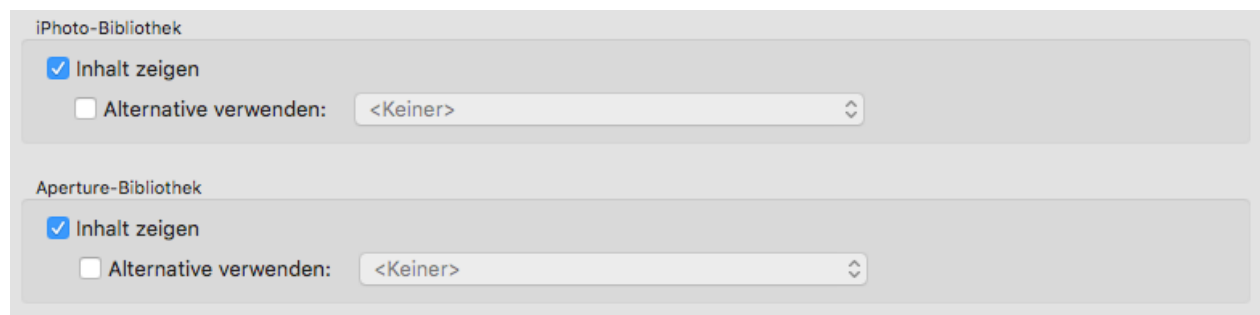 iPhoto-Bibliothek
Inhalt zeigen
Alternative verwenden: <Keiner>
Aperture-Bibliothek
Inhalt zeigen
Alternative verwenden: <Keiner>